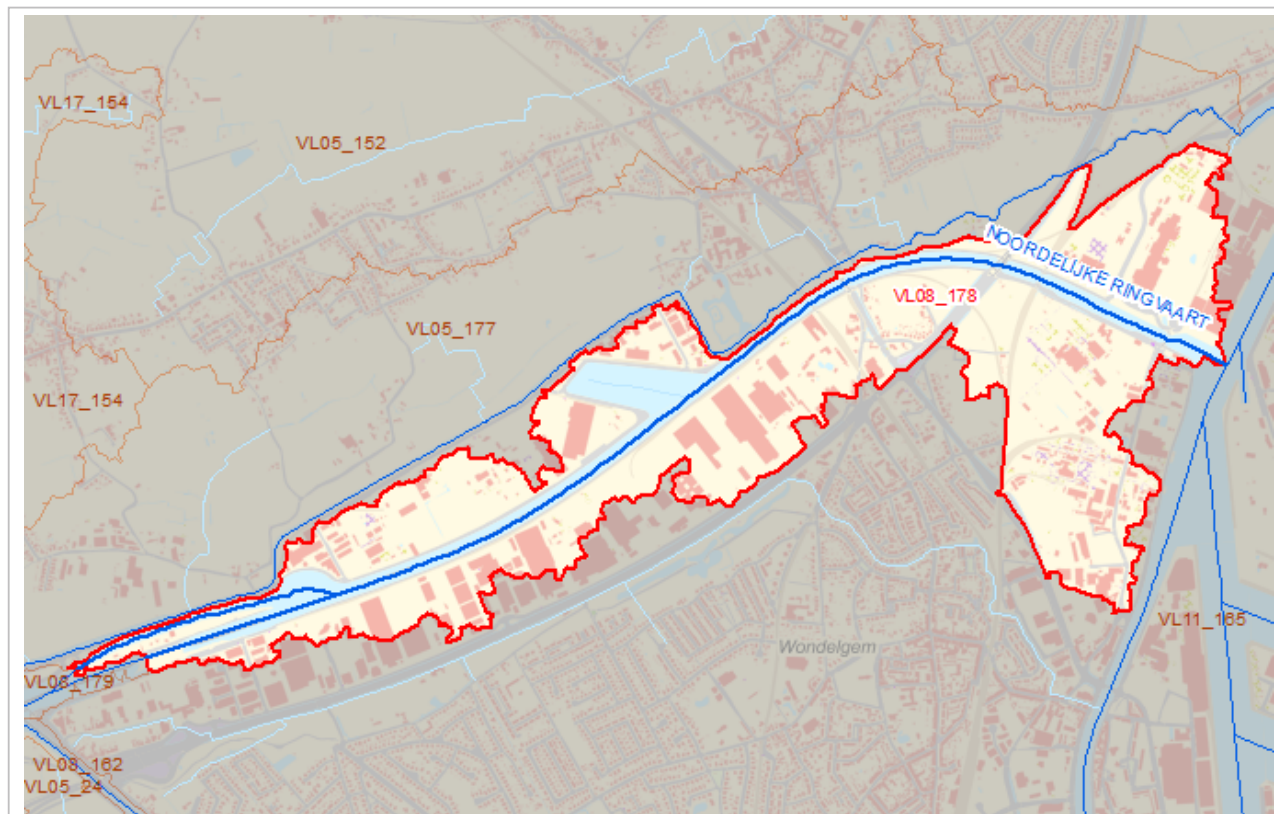 VL17_154
VL05_152
NOORDELIJKE RINGVAART
VL08_178
VL05_177
VL17_154
VL11_165
Wondelgem
VL08_179
VL08_162
VL05_24